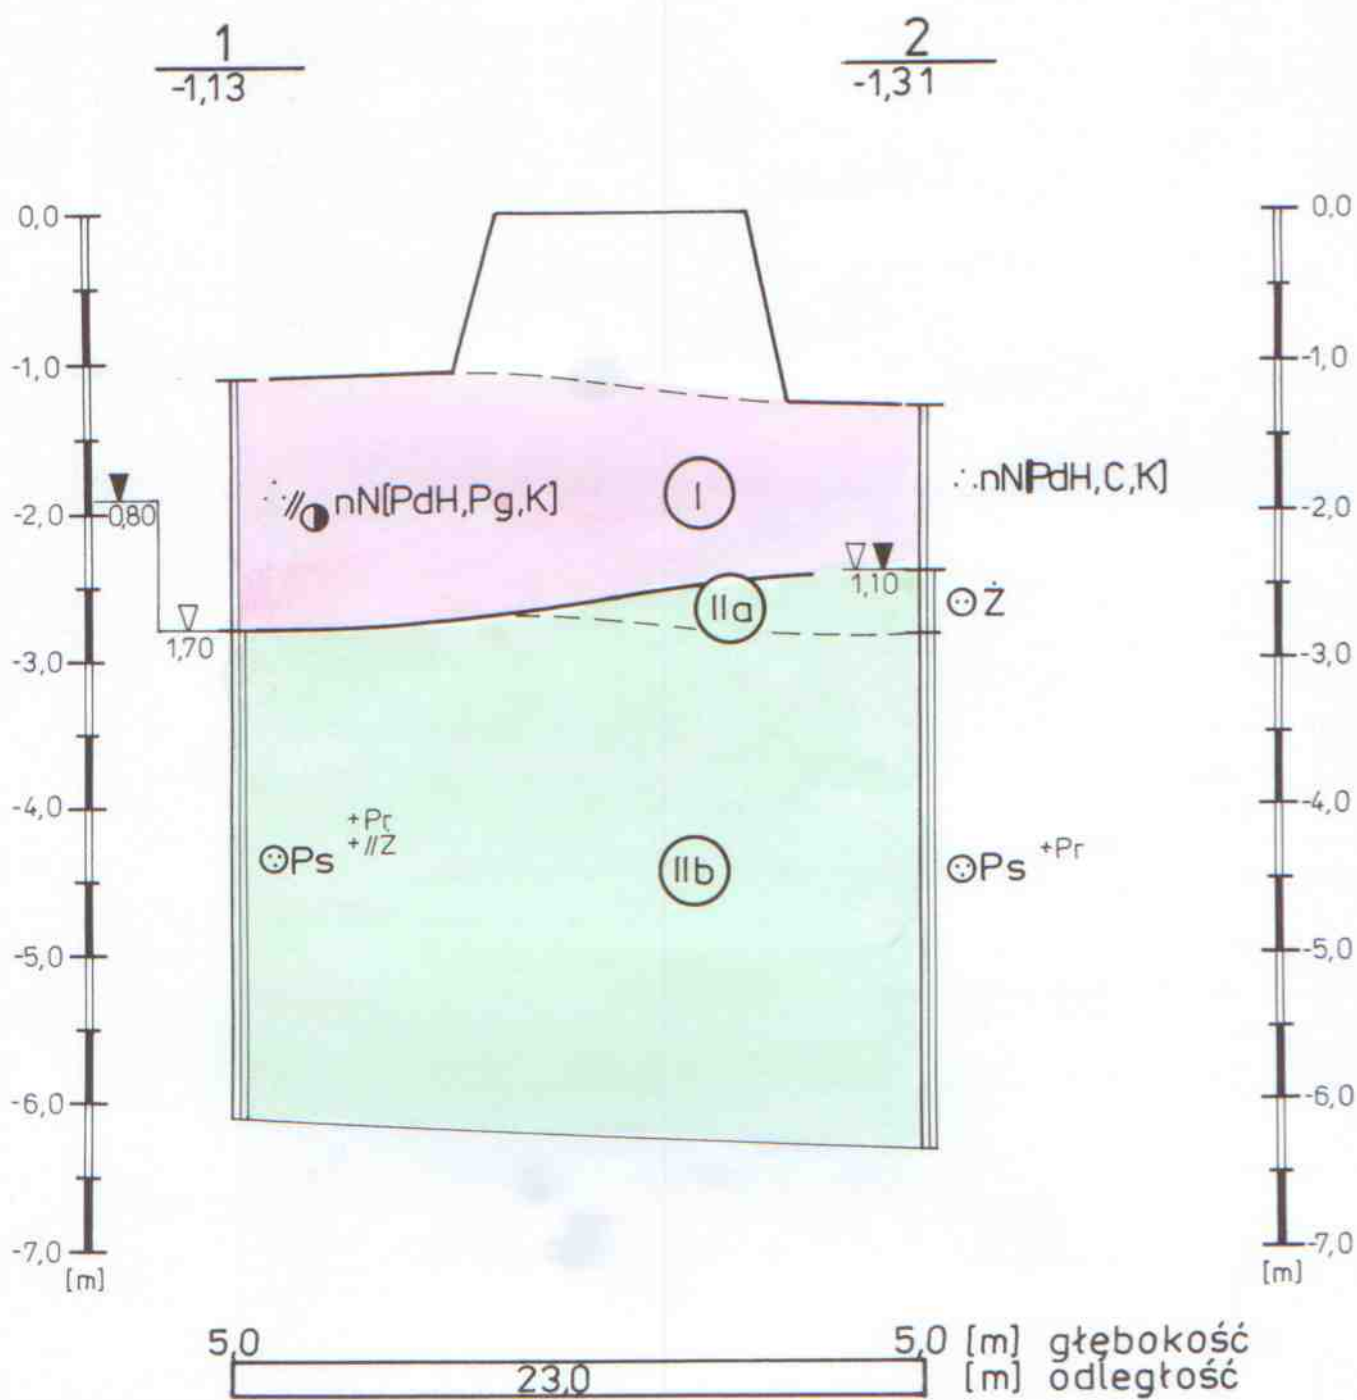 1
-1,13
2
-1,31
0,0
-1,0
-2,0
-3,0
-4,0
-5,0
-6,0
-7,0
[m]
0,80
1,70
nN[PdH,Pg,K]
I
nN[PdH,C,K]
1,10
IIa
Ż
Ps +Pr
+//Ż
IIb
Ps +Pr
0,0
-1,0
-2,0
-3,0
-4,0
-5,0
-6,0
-7,0
[m]
5,0 5,0 [m] głębokość
23,0 [m] odległość